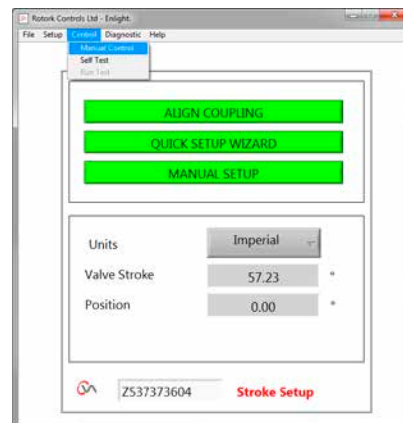 Rotork Controls Ltd - Enlight.
File Setup Control Diagnostic Help
Manual Control
Self Test
Run Test
ALIGN COUPLING
QUICK SETUP WIZARD
MANUAL SETUP
Units Imperial
Valve Stroke 57.23 °
Position 0.00 °
ZS37373604 Stroke Setup